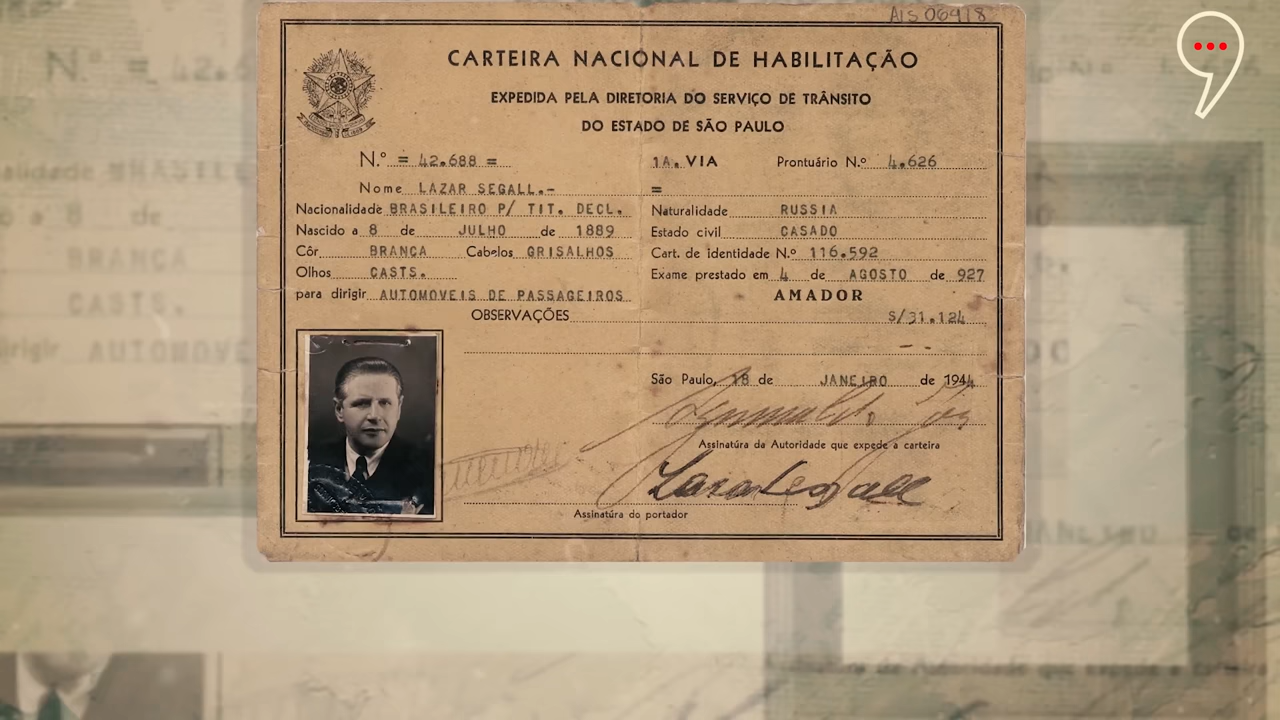 AlS 06418
CARTEIRA NACIONAL DE HABILITAÇÃO
EXPEDIDA PELA DIRETORIA DO SERVIÇO DE TRÂNSITO
DO ESTADO DE SÃO PAULO
N.º = 42.688 = 1A. VIA Prontuário N.º 4.626
Nome LAZAR SEGALL.- =
Nacionalidade BRASILEIRO P/ TIT. DECL. Naturalidade RUSSIA
Nascido a 8 de JULHO de 1889 Estado civil CASADO
Côr BRANCA Cabelos GRISALHOS Cart. de identidade N.º 116.592
Olhos CASTS. Exame prestado em 4 de AGOSTO de 927
para dirigir AUTOMOVEIS DE PASSAGEIROS AMADOR
OBSERVAÇÕES S/31.124
São Paulo, 18 de JANEIRO de 1944
Assinatura da Autoridade que expede a carteira
Lasar Segall
Assinatura do portador